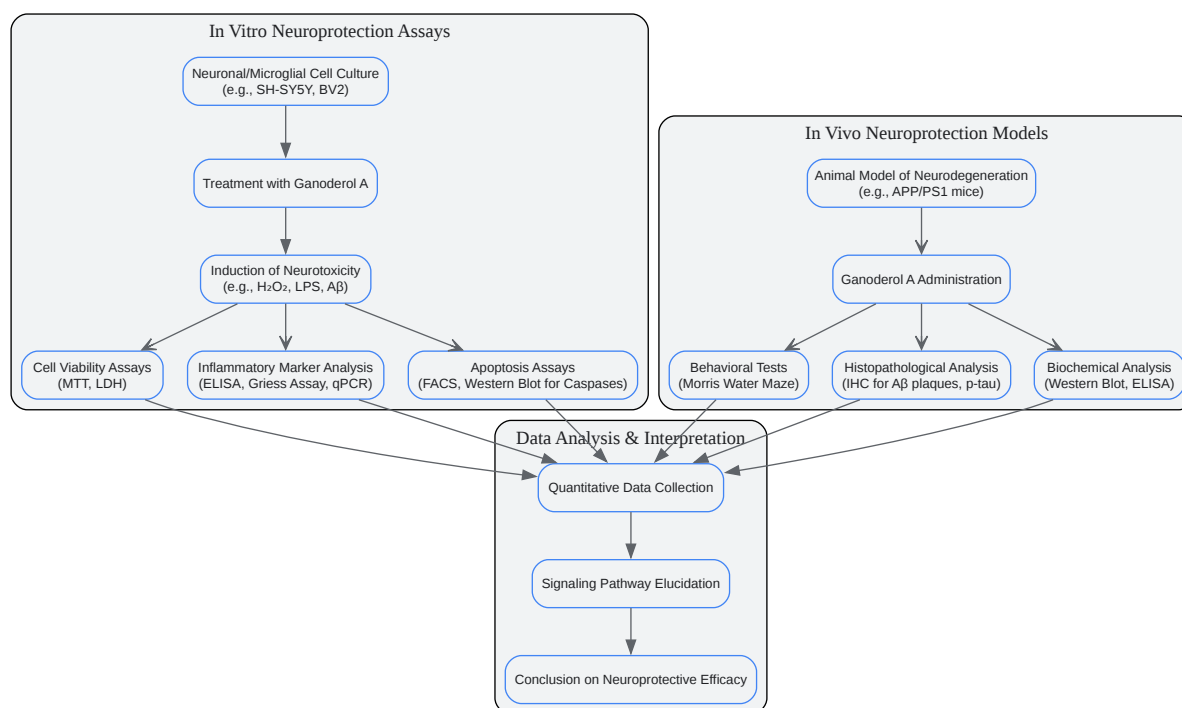 In Vitro Neuroprotection Assays
Neuronal/Microglial Cell Culture
(e.g., SH-SY5Y, BV2)
Treatment with Ganoderol A
Induction of Neurotoxicity
(e.g., H₂O₂, LPS, Aβ)
Cell Viability Assays
(MTT, LDH)
Inflammatory Marker Analysis
(ELISA, Griess Assay, qPCR)
Apoptosis Assays
(FACS, Western Blot for Caspases)
In Vivo Neuroprotection Models
Animal Model of Neurodegeneration
(e.g., APP/PS1 mice)
Ganoderol A Administration
Behavioral Tests
(Morris Water Maze)
Histopathological Analysis
(IHC for Aβ plaques, p-tau)
Biochemical Analysis
(Western Blot, ELISA)
Data Analysis & Interpretation
Quantitative Data Collection
Signaling Pathway Elucidation
Conclusion on Neuroprotective Efficacy